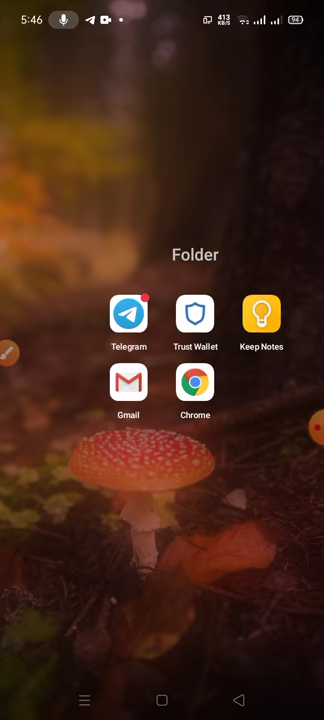 5:46
413
KB/S
94
Folder
Telegram
Trust Wallet
Keep Notes
Gmail
Chrome